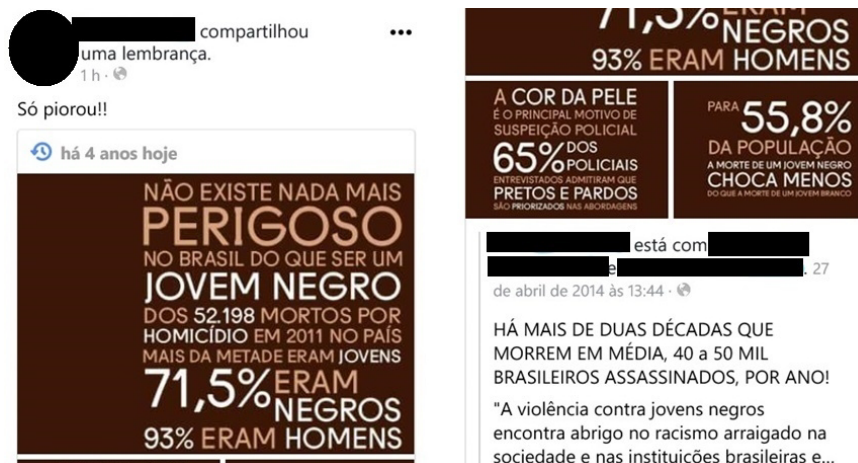 compartilhou
uma lembrança.
1 h ·
Só piorou!!
há 4 anos hoje
NÃO EXISTE NADA MAIS
PERIGOSO
NO BRASIL DO QUE SER UM
JOVEM NEGRO
DOS 52.198 MORTOS POR
HOMICÍDIO EM 2011 NO PAÍS
MAIS DA METADE ERAM JOVENS
71,5% ERAM
NEGROS
93% ERAM HOMENS
71,5%
NEGROS
93% ERAM HOMENS
A COR DA PELE
É O PRINCIPAL MOTIVO DE
SUSPEIÇÃO POLICIAL
65% DOS
POLICIAIS
ENTREVISTADOS ADMITIRAM QUE
PRETOS E PARDOS
SÃO PRIORIZADOS NAS ABORDAGENS
PARA 55,8%
DA POPULAÇÃO
A MORTE DE UM JOVEM NEGRO
CHOCA MENOS
DO QUE A MORTE DE UM JOVEM BRANCO
está com
e . 27
de abril de 2014 às 13:44 ·
HÁ MAIS DE DUAS DÉCADAS QUE
MORREM EM MÉDIA, 40 a 50 MIL
BRASILEIROS ASSASSINADOS, POR ANO!
"A violência contra jovens negros
encontra abrigo no racismo arraigado na
sociedade e nas instituições brasileiras e...